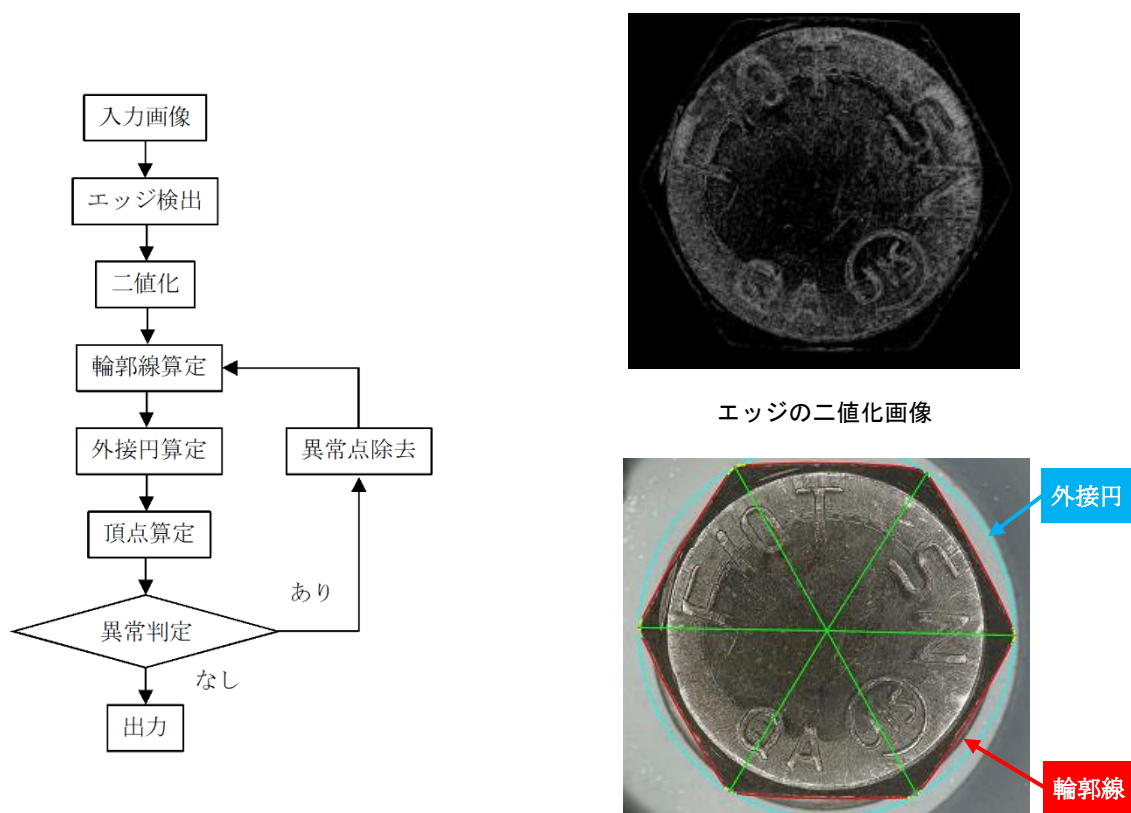 入力画像
エッジ検出
二値化
輪郭線算定
外接円算定
異常点除去
頂点算定
あり
異常判定
なし
出力
T
S
N
JK
A
Q
エッジの二値化画像
外接円
T
S
N
JK
A
Q
輪郭線